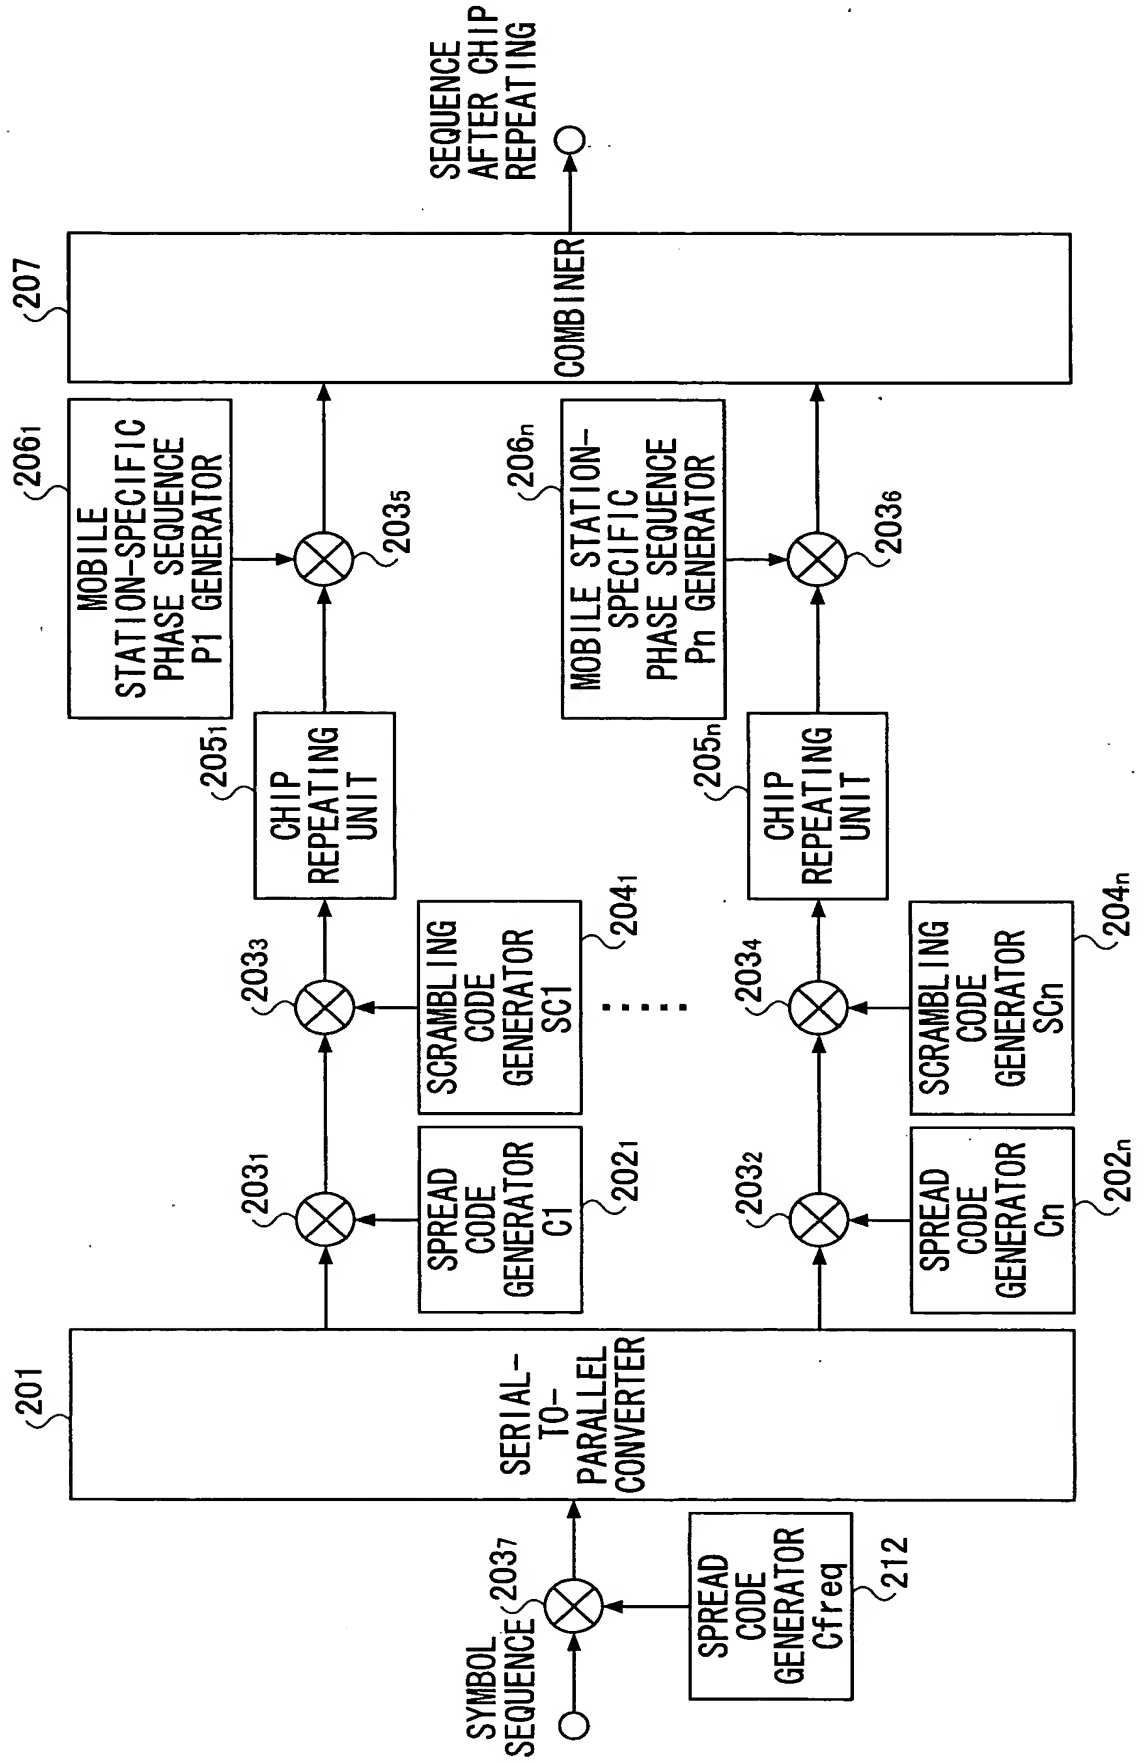 SYMBOL
SEQUENCE
203₇
SPREAD
CODE
GENERATOR
Cfreq
212
201
SERIAL-
TO-
PARALLEL
CONVERTER
203₁
SPREAD
CODE
GENERATOR
C1
202₁
203₃
SCRAMBLING
CODE
GENERATOR
SC1
204₁
205₁
CHIP
REPEATING
UNIT
206₁
MOBILE
STATION-SPECIFIC
PHASE SEQUENCE
P1 GENERATOR
203₅
203₂
SPREAD
CODE
GENERATOR
Cn
202ₙ
203₄
SCRAMBLING
CODE
GENERATOR
SCn
204ₙ
205ₙ
CHIP
REPEATING
UNIT
206ₙ
MOBILE STATION-
SPECIFIC
PHASE SEQUENCE
Pn GENERATOR
203₆
207
COMBINER
SEQUENCE
AFTER CHIP
REPEATING